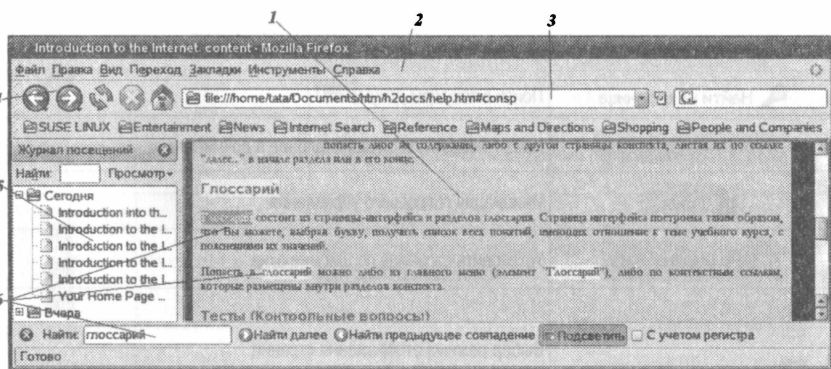 1 2 3
Introduction to the Internet. content - Mozilla Firefox
Файл Правка Вид Переход Закладки Инструменты Справка
file:///home/tata/Documents/htm/h2docs/help.htm#consp
SUSE LINUX Entertainment News Internet Search Reference Maps and Directions Shopping People and Companies
Журнал посещений
Найти: Просмотр
Сегодня
Introduction into th...
Introduction to the I...
Introduction to the I...
Introduction to the I...
Introduction to the I...
Your Home Page ...
Вчера
попасть либо из содержания, либо с другой страницы конспекта, листая их по ссылке
"далее.." в начале раздела или в его конце.
Глоссарий
состоит из страницы-интерфейса и разделов глоссария. Страница интерфейса построена таким образом,
что Вы можете, выбрав букву, получить список всех понятий, имеющих отношение к теме учебного курса, с
пояснениями их значений.
Попасть в глоссарий можно либо из главного меню (элемент "Глоссарий"), либо по контекстным ссылкам,
которые размещены внутри разделов конспекта.
Тесты (Контрольные вопросы)
Найти: глоссарий Найти далее Найти предыдущее совпадение Подсветить С учетом регистра
Готово